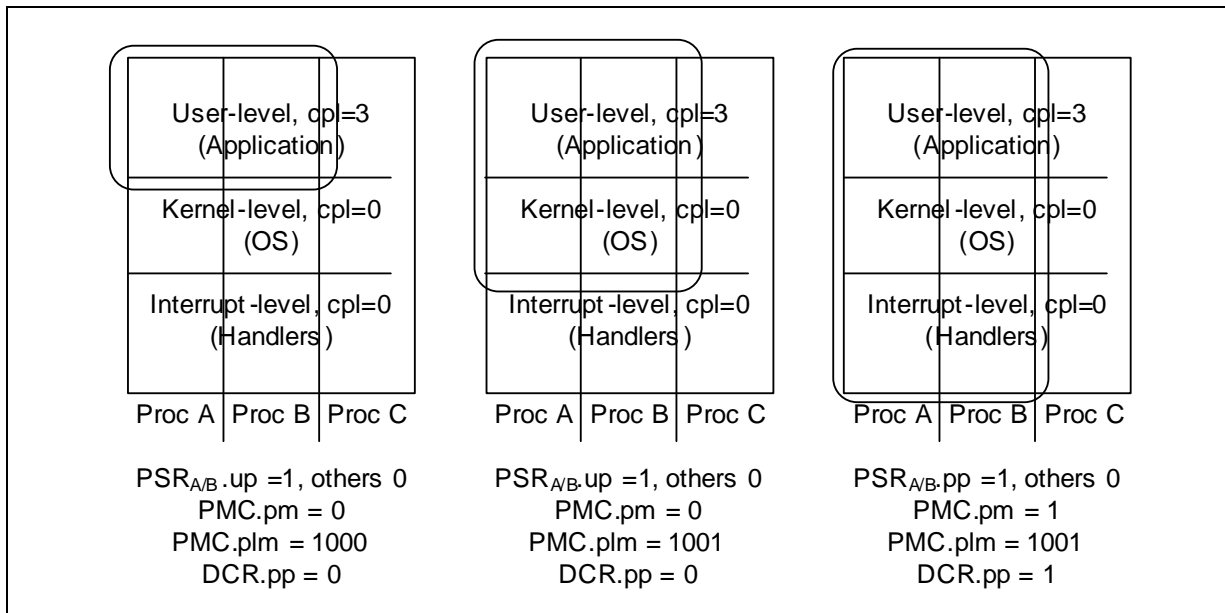 User-level, cpl=3
(Application)
Kernel-level, cpl=0
(OS)
Interrupt-level, cpl=0
(Handlers)
Proc A Proc B Proc C
PSRA/B.up =1, others 0
PMC.pm = 0
PMC.plm = 1000
DCR.pp = 0
User-level, cpl=3
(Application)
Kernel-level, cpl=0
(OS)
Interrupt-level, cpl=0
(Handlers)
Proc A Proc B Proc C
PSRA/B.up =1, others 0
PMC.pm = 0
PMC.plm = 1001
DCR.pp = 0
User-level, cpl=3
(Application)
Kernel-level, cpl=0
(OS)
Interrupt-level, cpl=0
(Handlers)
Proc A Proc B Proc C
PSRA/B.pp =1, others 0
PMC.pm = 1
PMC.plm = 1001
DCR.pp = 1